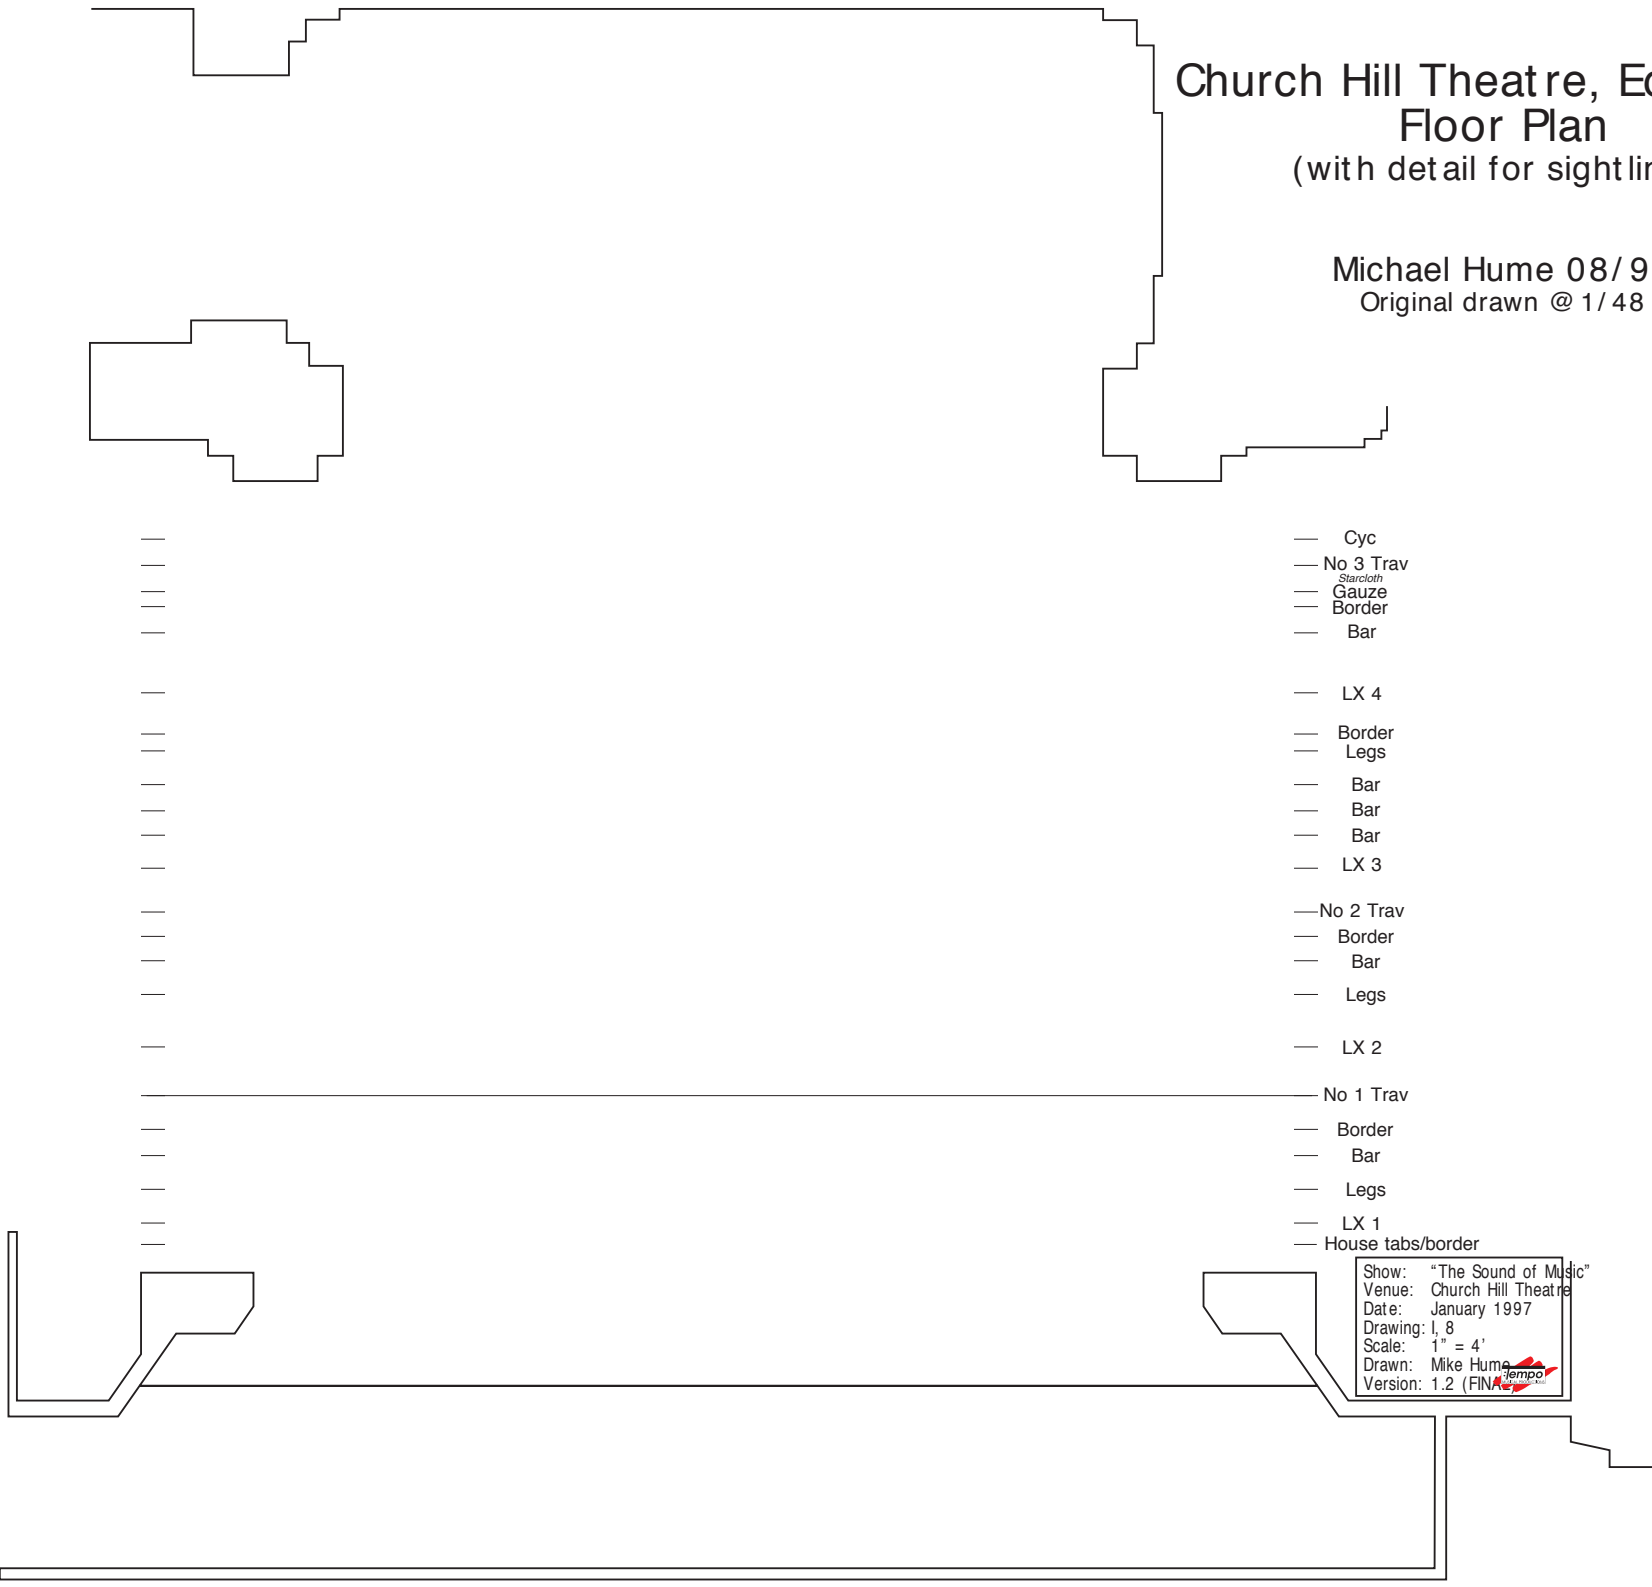 Church Hill Theatre,
Floor Plan
(with detail for
Michael Hume 08/9
Original drawn @ 1/48
Cyc
No 3 Trav
Starcloth
Gauze
Border
Bar
LX 4
Border
Legs
Bar
Bar
Bar
LX 3
No 2 Trav
Border
Bar
Legs
LX 2
No 1 Trav
Border
Bar
Legs
LX 1
House tabs/border
Show: “The Sound of Music”
Venue: Church Hill Theatre
Date: January 1997
Drawing: I, 8
Scale: 1” = 4’
Drawn: Mike Hume
Version: 1.2 (FINAL)
Tempo